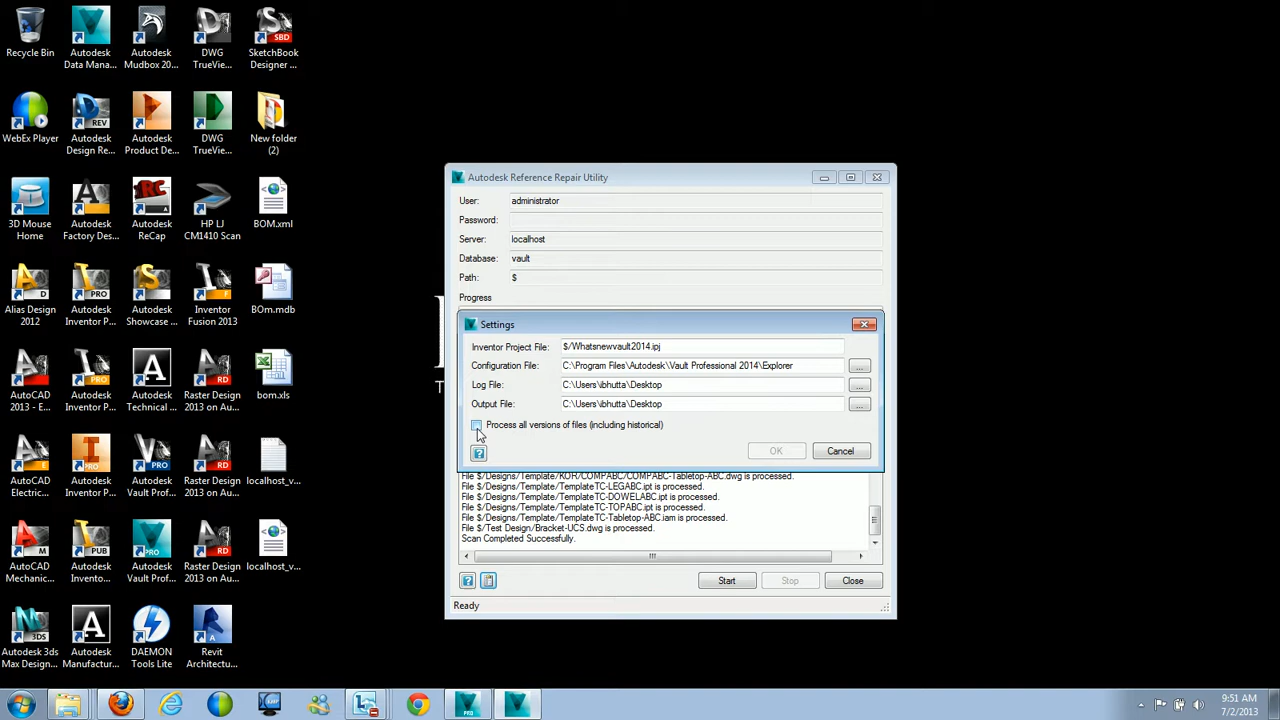 Recycle Bin
Autodesk
Data Mana...
Autodesk
Mudbox 20...
DWG
TrueView
SketchBook
Designer ...
WebEx Player
Autodesk
Design Re...
Autodesk
Product De...
DWG
TrueView...
New folder
(2)
3D Mouse
Home
Autodesk
Factory Des...
Autodesk
ReCap
HP LJ
CM1410 Scan
BOM.xml
Alias Design
2012
Autodesk
Inventor P...
Autodesk
Showcase ...
Inventor
Fusion 2013
BOm.mdb
AutoCAD
2013 - E...
Autodesk
Inventor P...
Autodesk
Technical ...
Raster Design
2013 on Au...
bom.xls
AutoCAD
Electric...
Autodesk
Inventor P...
Autodesk
Vault Prof...
Raster Design
2013 on Au...
localhost_v...
AutoCAD
Mechanic...
Autodesk
Invento...
Autodesk
Vault Prof...
Raster Design
2013 on Au...
localhost_v...
Autodesk 3ds
Max Design...
Autodesk
Manufactur...
DAEMON
Tools Lite
Revit
Architectu...
Autodesk Reference Repair Utility
User: administrator
Password:
Server: localhost
Database: vault
Path: $
Progress
Settings
Inventor Project File: $/Whatsnewvault2014.ipj
Configuration File: C:\Program Files\Autodesk\Vault Professional 2014\Explorer ...
Log File: C:\Users\ibhutta\Desktop ...
Output File: C:\Users\ibhutta\Desktop ...
Process all versions of files (including historical)
OK Cancel
File $/Designs/Template/KOR/COMPABC/COMPABC-Tabletop-ABC.dwg is processed.
File $/Designs/Template/TemplateTC-LEGABC.ipt is processed.
File $/Designs/Template/TemplateTC-DOWELABC.ipt is processed.
File $/Designs/Template/TemplateTC-TOPABC.ipt is processed.
File $/Designs/Template/TemplateTC-Tabletop-ABC.iam is processed.
File $/Test Design/Bracket-UCS.dwg is processed.
Scan Completed Successfully.
Start Stop Close
Ready
9:51 AM
7/2/2013